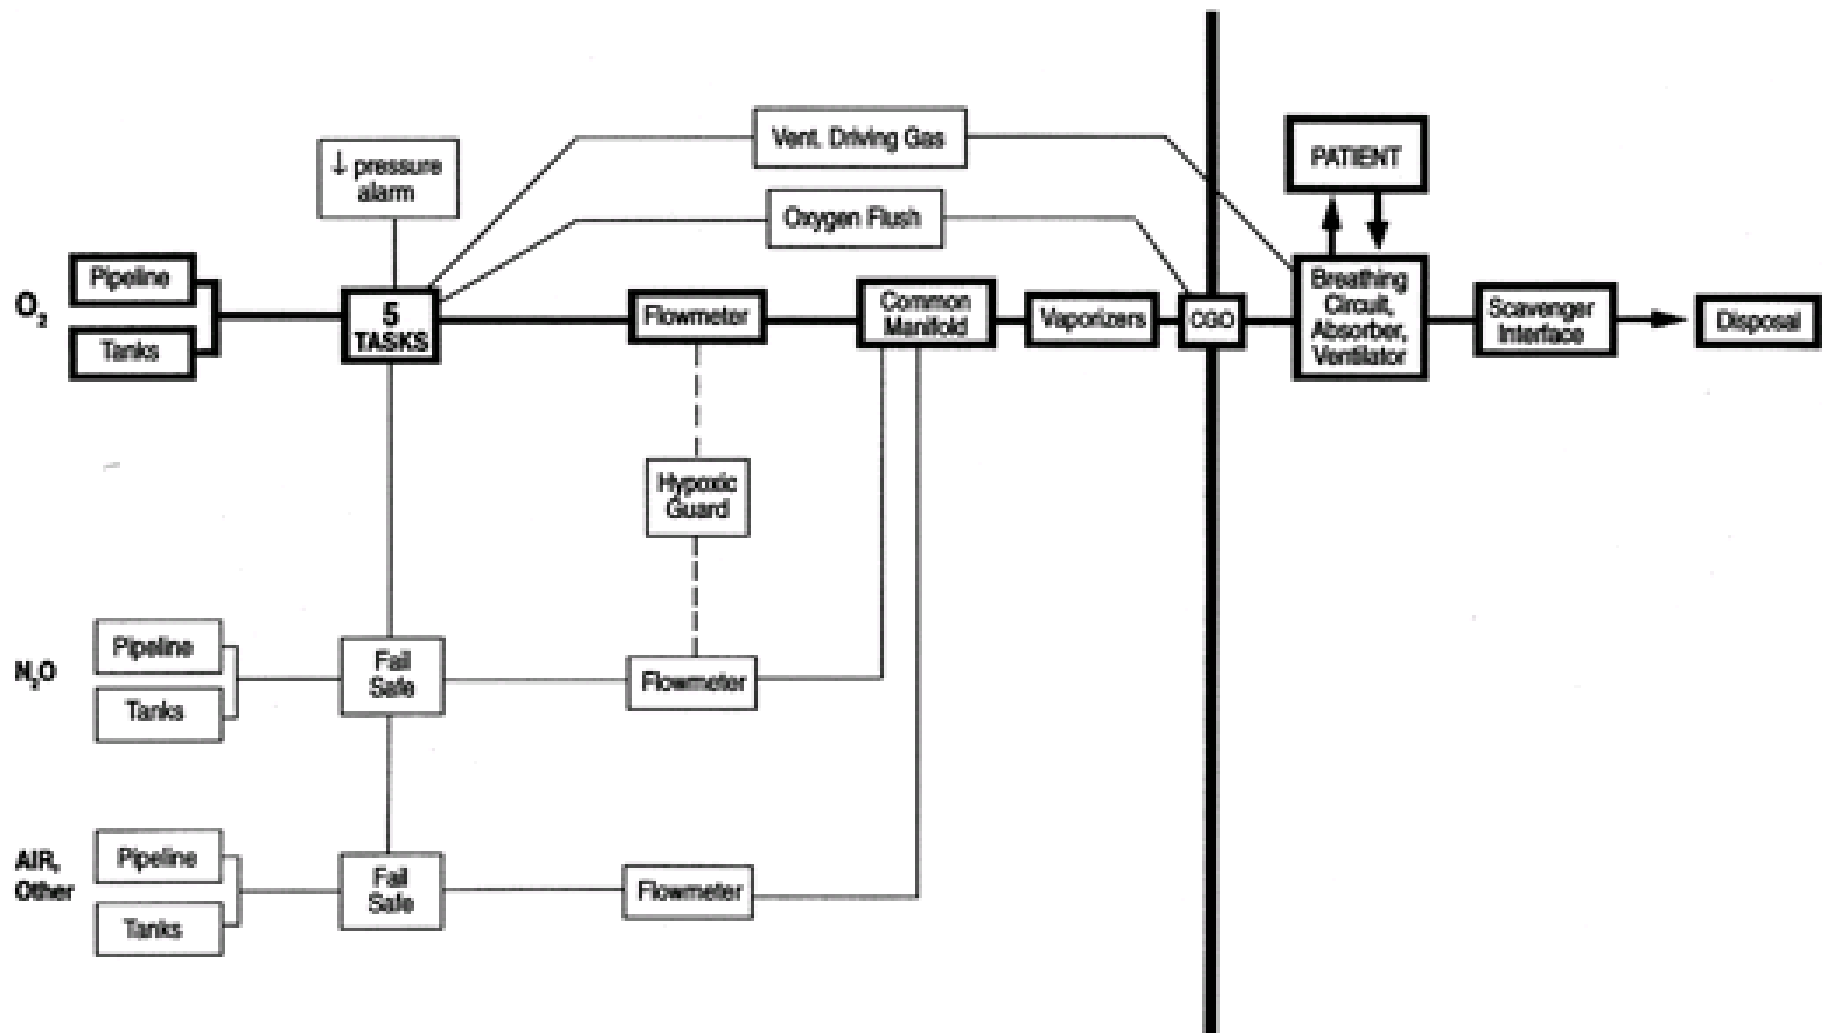 Vent. Driving Gas
PATIENT
↓ pressure
alarm
Oxygen Flush
O₂
Pipeline
Tanks
5
TASKS
Flowmeter
Common
Manifold
Vaporizers
CGO
Breathing
Circuit,
Absorber,
Ventilator
Scavenger
Interface
Disposal
Hypoxic
Guard
N₂O
Pipeline
Tanks
Fail
Safe
Flowmeter
AIR,
Other
Pipeline
Tanks
Fail
Safe
Flowmeter